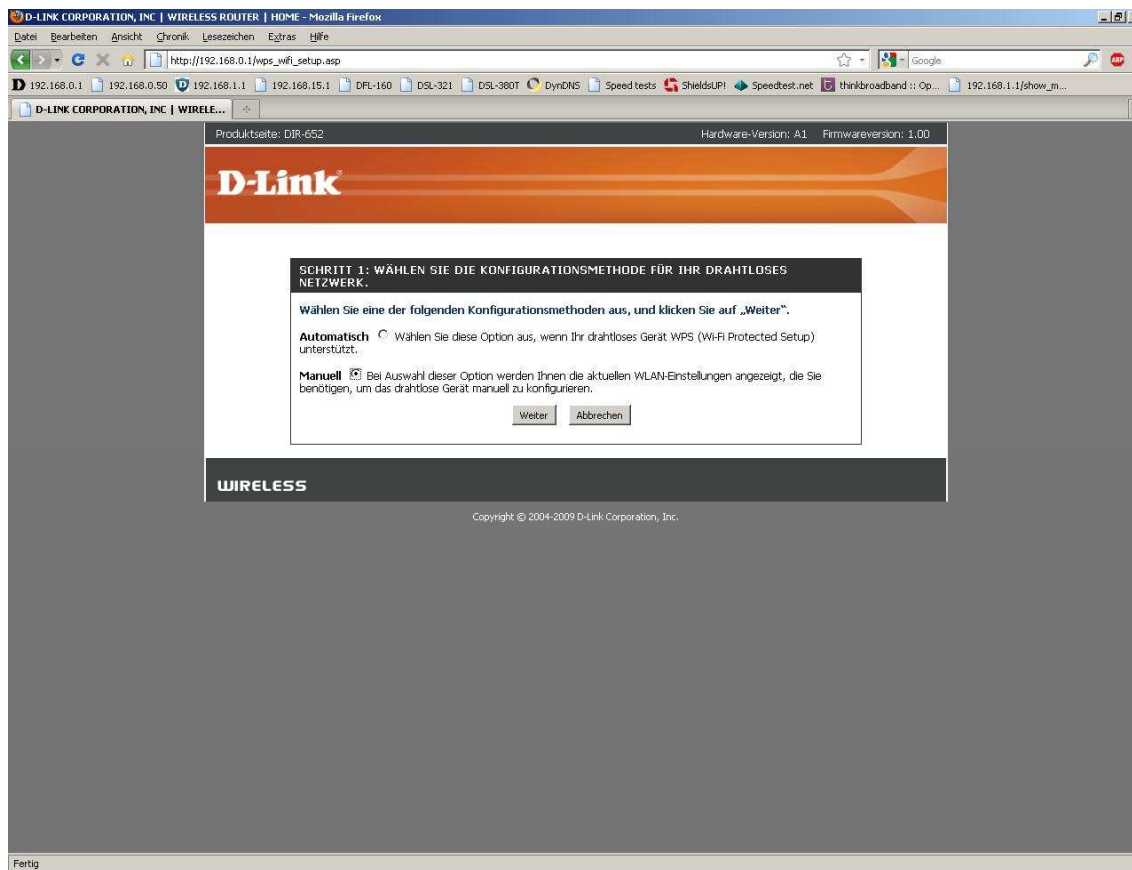 D-LINK CORPORATION, INC | WIRELESS ROUTER | HOME - Mozilla Firefox
Datei Bearbeiten Ansicht Chronik Lesezeichen Extras Hilfe
http://192.168.0.1/wps_wifi_setup.asp
Google
ABP
192.168.0.1 192.168.0.50 192.168.1.1 192.168.15.1 DFL-160 DSL-321 DSL-380T DynDNS Speed tests ShieldsUP! Speedtest.net thinkbroadband :: Op... 192.168.1.1/show_m...
D-LINK CORPORATION, INC | WIRELE...
Produktseite: DIR-652 Hardware-Version: A1 Firmwareversion: 1.00
D-Link®
SCHRITT 1: WÄHLEN SIE DIE KONFIGURATIONSMETHODE FÜR IHR DRAHTLOSES
NETZWERK.
Wählen Sie eine der folgenden Konfigurationsmethoden aus, und klicken Sie auf „Weiter“.
Automatisch Wählen Sie diese Option aus, wenn Ihr drahtloses Gerät WPS (Wi-Fi Protected Setup)
unterstützt.
Manuell Bei Auswahl dieser Option werden Ihnen die aktuellen WLAN-Einstellungen angezeigt, die Sie
benötigen, um das drahtlose Gerät manuell zu konfigurieren.
Weiter Abbrechen
WIRELESS
Copyright © 2004-2009 D-Link Corporation, Inc.
Fertig